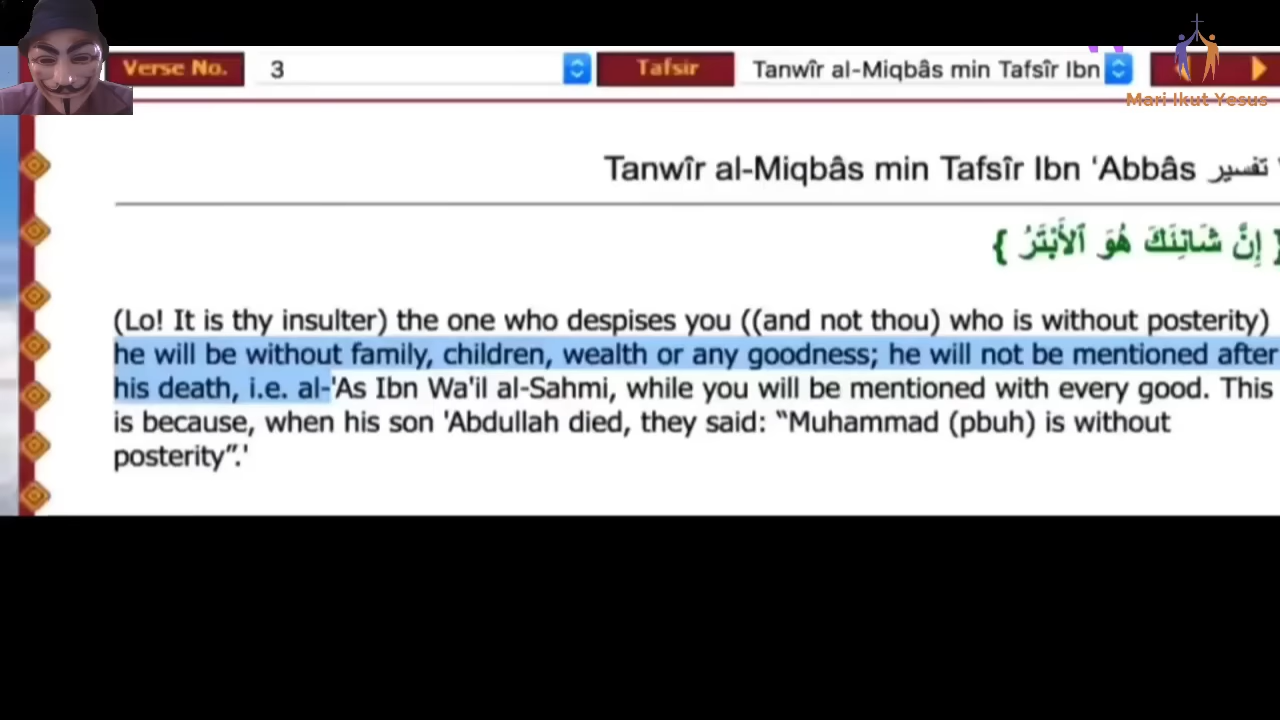 Verse No. 3 Tafsir Tanwîr al-Miqbâs min Tafsîr Ibn
Mari Ikut Yesus
Tanwîr al-Miqbâs min Tafsîr Ibn 'Abbâs تفسير
{ إِنَّ شَانِئَكَ هُوَ ٱلأَبْتَرُ }
(Lo! It is thy insulter) the one who despises you ((and not thou) who is without posterity)
he will be without family, children, wealth or any goodness; he will not be mentioned after
his death, i.e. al-'As Ibn Wa'il al-Sahmi, while you will be mentioned with every good. This
is because, when his son 'Abdullah died, they said: “Muhammad (pbuh) is without
posterity”.'